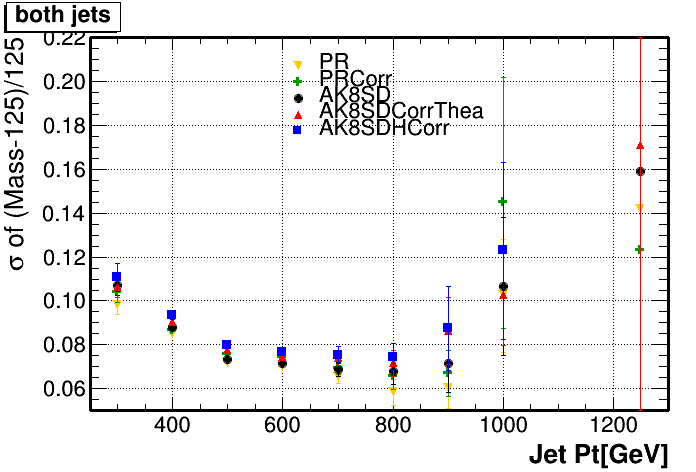 both jets
σ of (Mass-125)/125
0.22
0.20
0.18
0.16
0.14
0.12
0.10
0.08
0.06
PR
PRCorr
AK8SD
AK8SDCorrThea
AK8SDHCorr
400 600 800 1000 1200
Jet Pt[GeV]